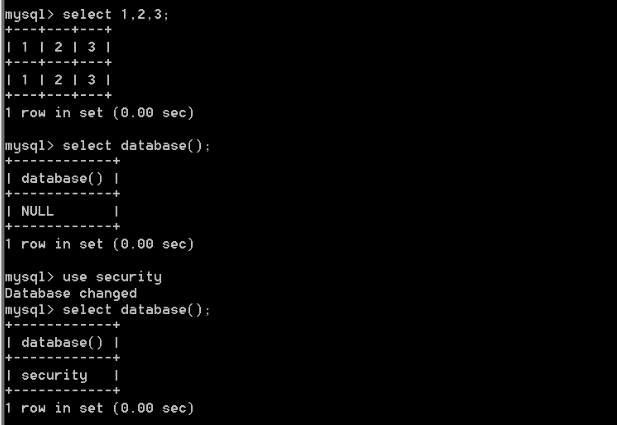 mysql> select 1,2,3;
+---+---+---+
| 1 | 2 | 3 |
+---+---+---+
| 1 | 2 | 3 |
+---+---+---+
1 row in set (0.00 sec)

mysql> select database();
+------------+
| database() |
+------------+
| NULL       |
+------------+
1 row in set (0.00 sec)

mysql> use security
Database changed
mysql> select database();
+------------+
| database() |
+------------+
| security   |
+------------+
1 row in set (0.00 sec)